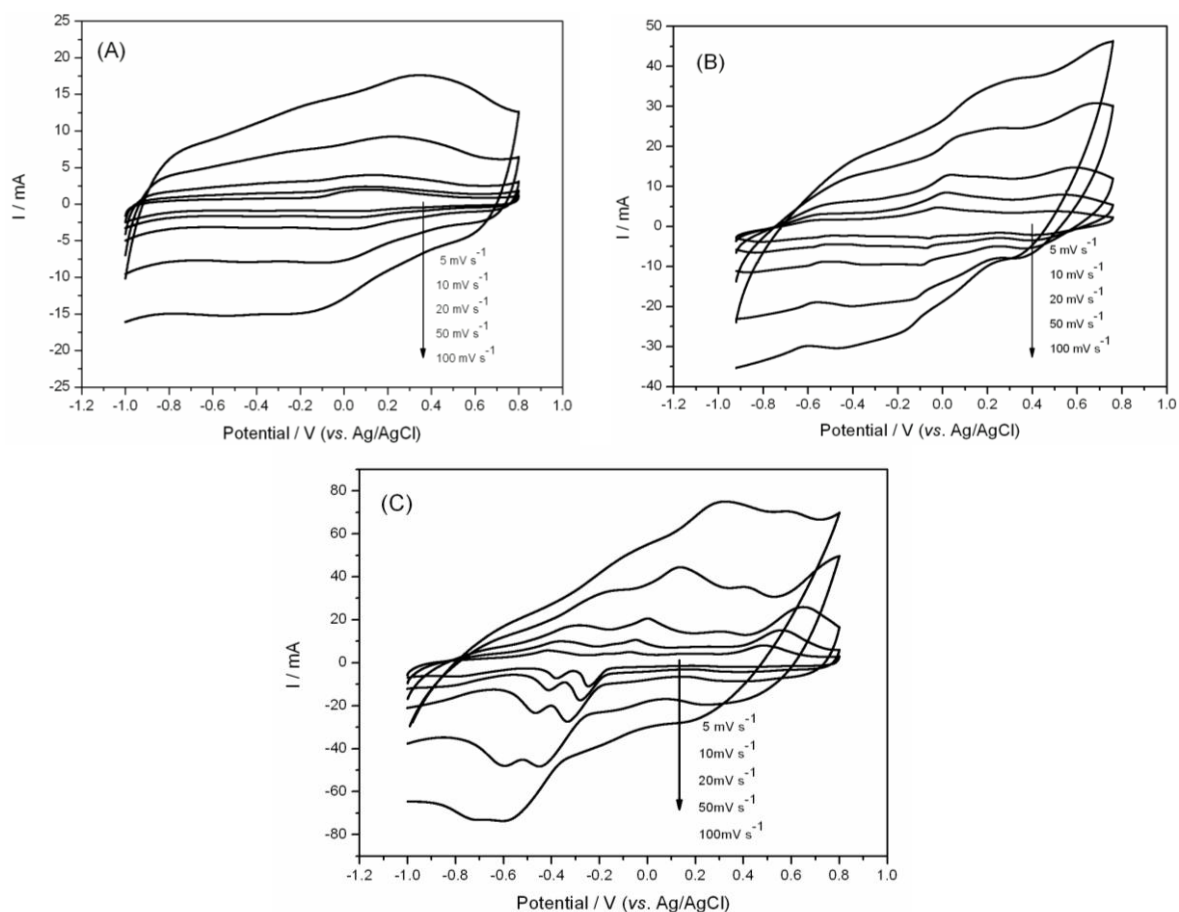 (A)
25
20
15
10
5
0
-5
-10
-15
-20
-25
I / mA
5 mV s-1
10 mV s-1
20 mV s-1
50 mV s-1
100 mV s-1
-1.2 -1.0 -0.8 -0.6 -0.4 -0.2 0.0 0.2 0.4 0.6 0.8 1.0
Potential / V (vs. Ag/AgCl)
(B)
50
40
30
20
10
0
-10
-20
-30
-40
I / mA
5 mV s-1
10 mV s-1
20 mV s-1
50 mV s-1
100 mV s-1
-1.2 -1.0 -0.8 -0.6 -0.4 -0.2 0.0 0.2 0.4 0.6 0.8 1.0
Potential / V (vs. Ag/AgCl)
(C)
80
60
40
20
0
-20
-40
-60
-80
I / mA
5 mV s-1
10mV s-1
20mV s-1
50mV s-1
100mV s-1
-1.2 -1.0 -0.8 -0.6 -0.4 -0.2 0.0 0.2 0.4 0.6 0.8 1.0
Potential / V (vs. Ag/AgCl)